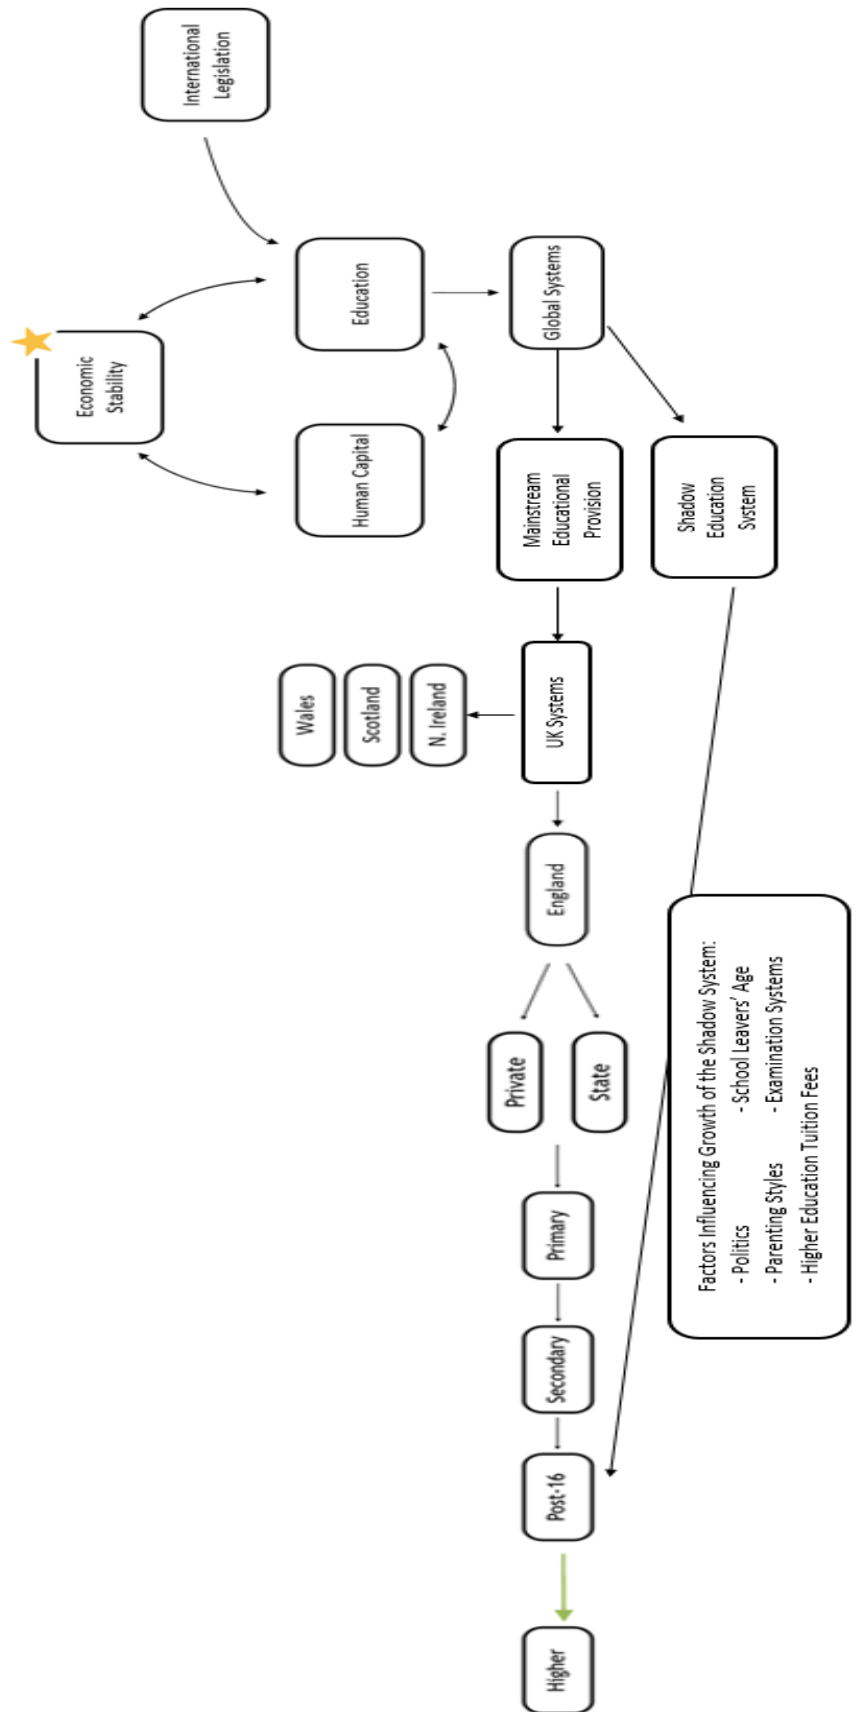 International
Legislation
Economic
Stability
Education
Human Capital
Global Systems
Mainstream
Educational
Provision
Shadow
Education
System
Wales
Scotland
N. Ireland
UK Systems
England
Private
State
Primary
Secondary
Post-16
Higher
Factors Influencing Growth of the Shadow System:
- Politics - School Leavers' Age
- Parenting Styles - Examination Systems
- Higher Education Tuition Fees